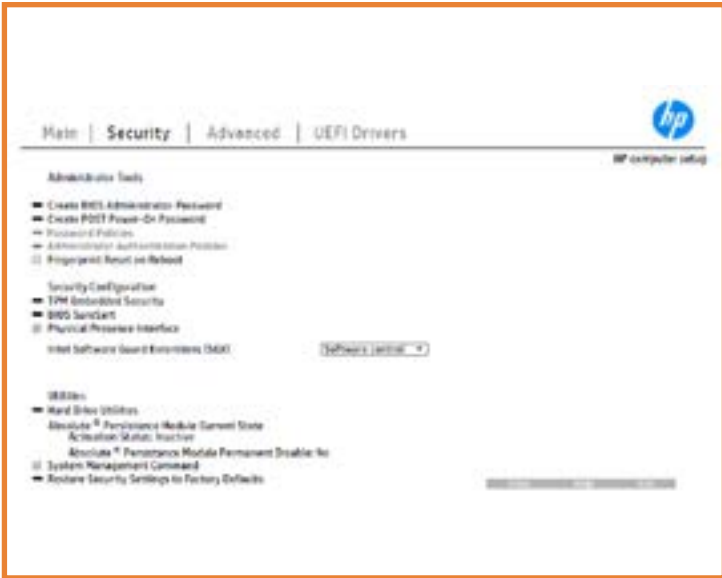 hp
Main | Security | Advanced | UEFI Drivers
HP computer setup
Administrator Tools
Create BIOS Administrator Password
Create POST Power-On Password
Password Policies
Administrator Authentication Policies
Fingerprint Reset on Reboot
Security Configuration
TPM Embedded Security
BIOS SureStart
Physical Presence Interface
Intel Software Guard Extensions (SGX) Software control
Utilities
Hard Drive Utilities
Absolute® Persistence Module Current State
Activation Status: Inactive
Absolute® Persistence Module Permanent Disable: No
System Management Command
Restore Security Settings to Factory Defaults